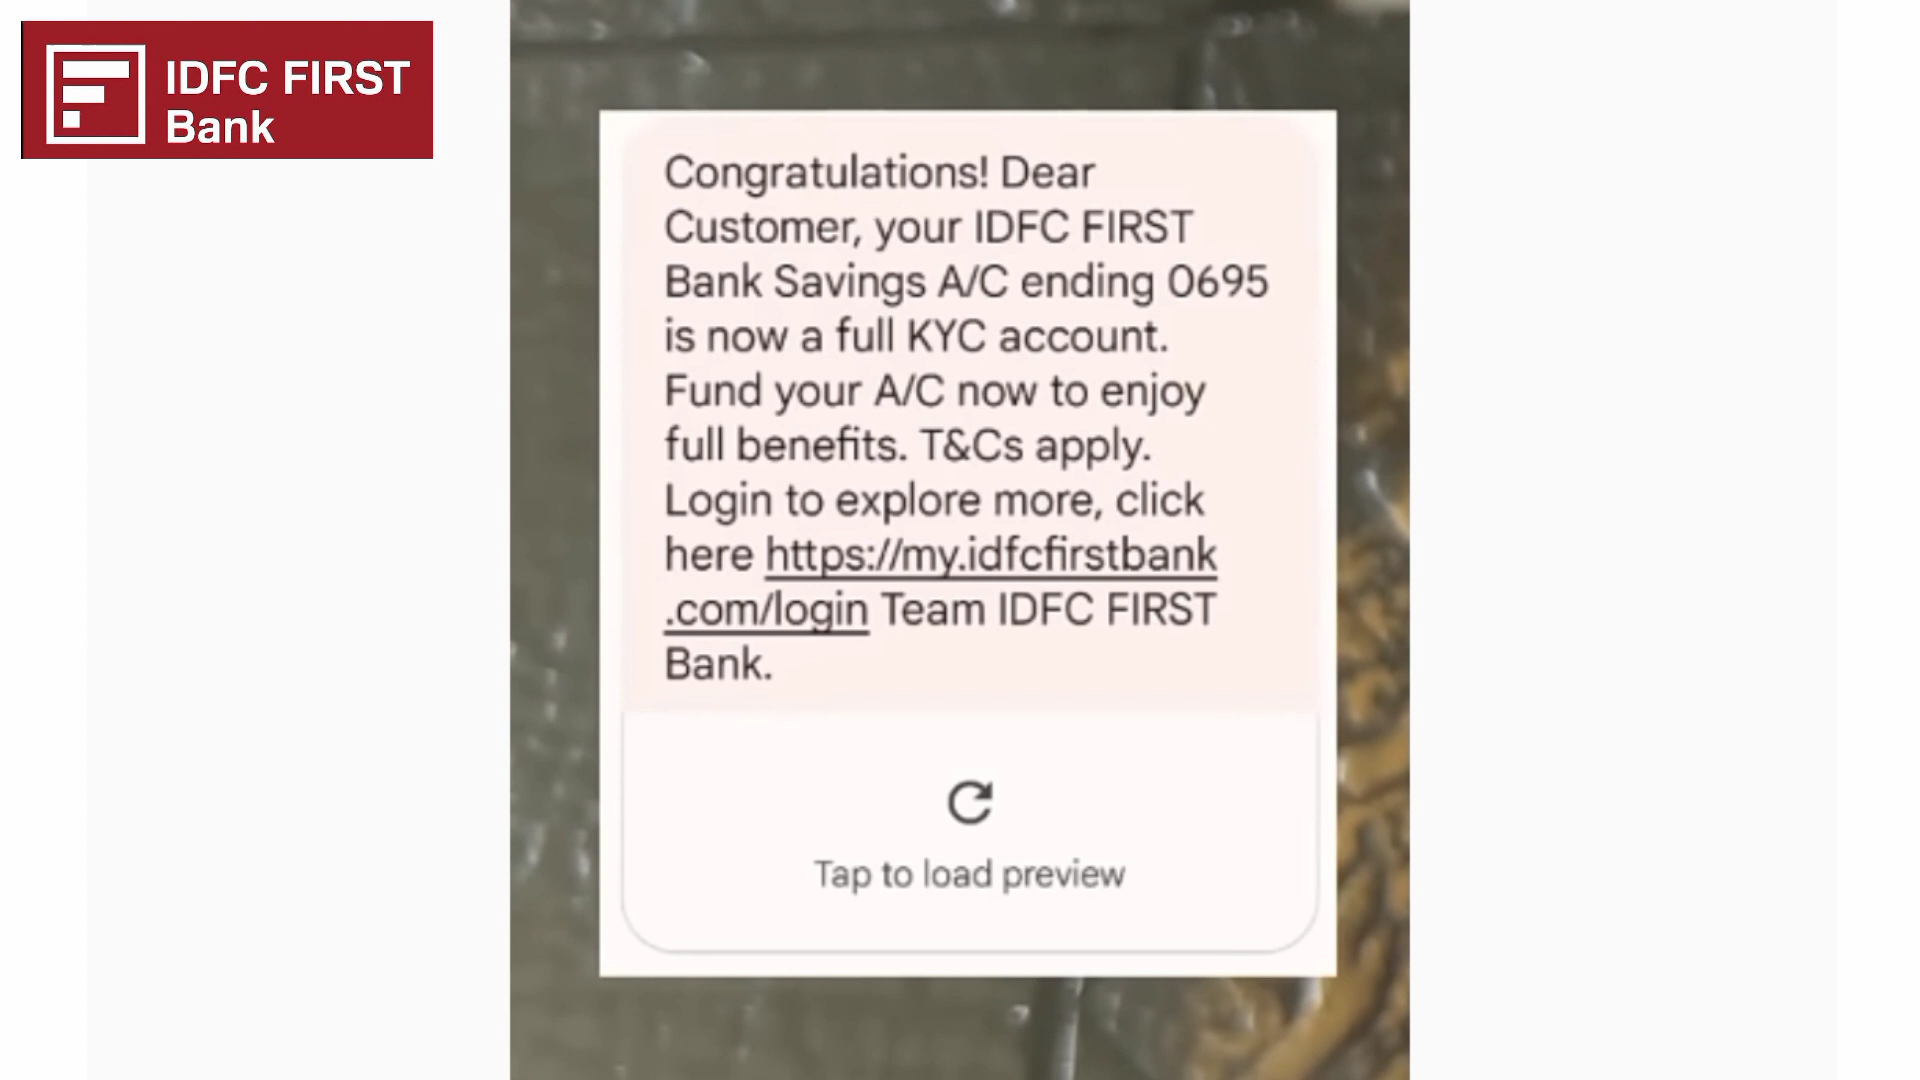 IDFC FIRST
Bank
Congratulations! Dear
Customer, your IDFC FIRST
Bank Savings A/C ending 0695
is now a full KYC account.
Fund your A/C now to enjoy
full benefits. T&Cs apply.
Login to explore more, click
here https://my.idfcfirstbank
.com/login Team IDFC FIRST
Bank.
Tap to load preview